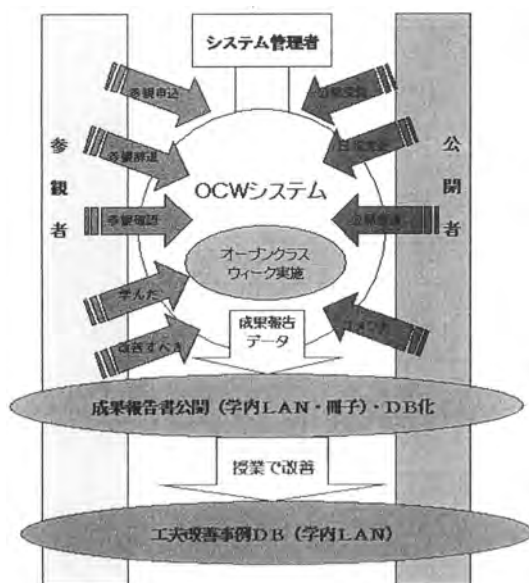 システム管理者
参観申込
参観辞退
参観確認
学んだ
改善すべき
参観者
公開者
OCWシステム
オープンクラス
ウィーク実施
成果報告
データ
成果報告書公開（学内ＬＡＮ・冊子）・ＤＢ化
授業で改善
工夫改善事例ＤＢ（学内ＬＡＮ）